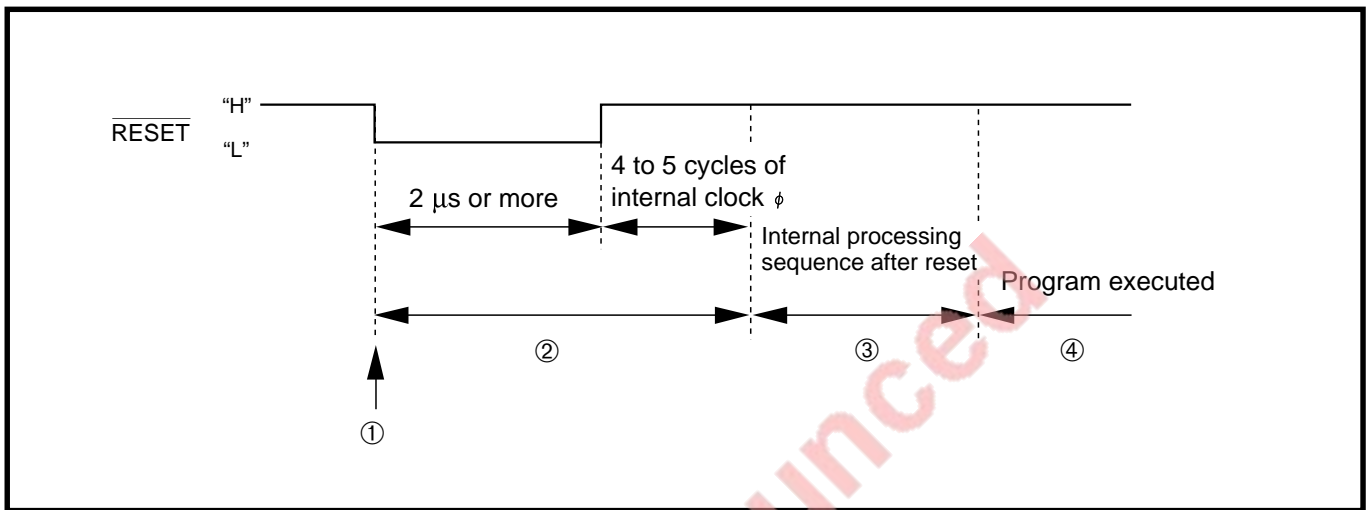 “H”
RESET
“L”
4 to 5 cycles of
internal clock φ
2 µs or more
Internal processing
sequence after reset
Program executed
②
③
④
①
unced